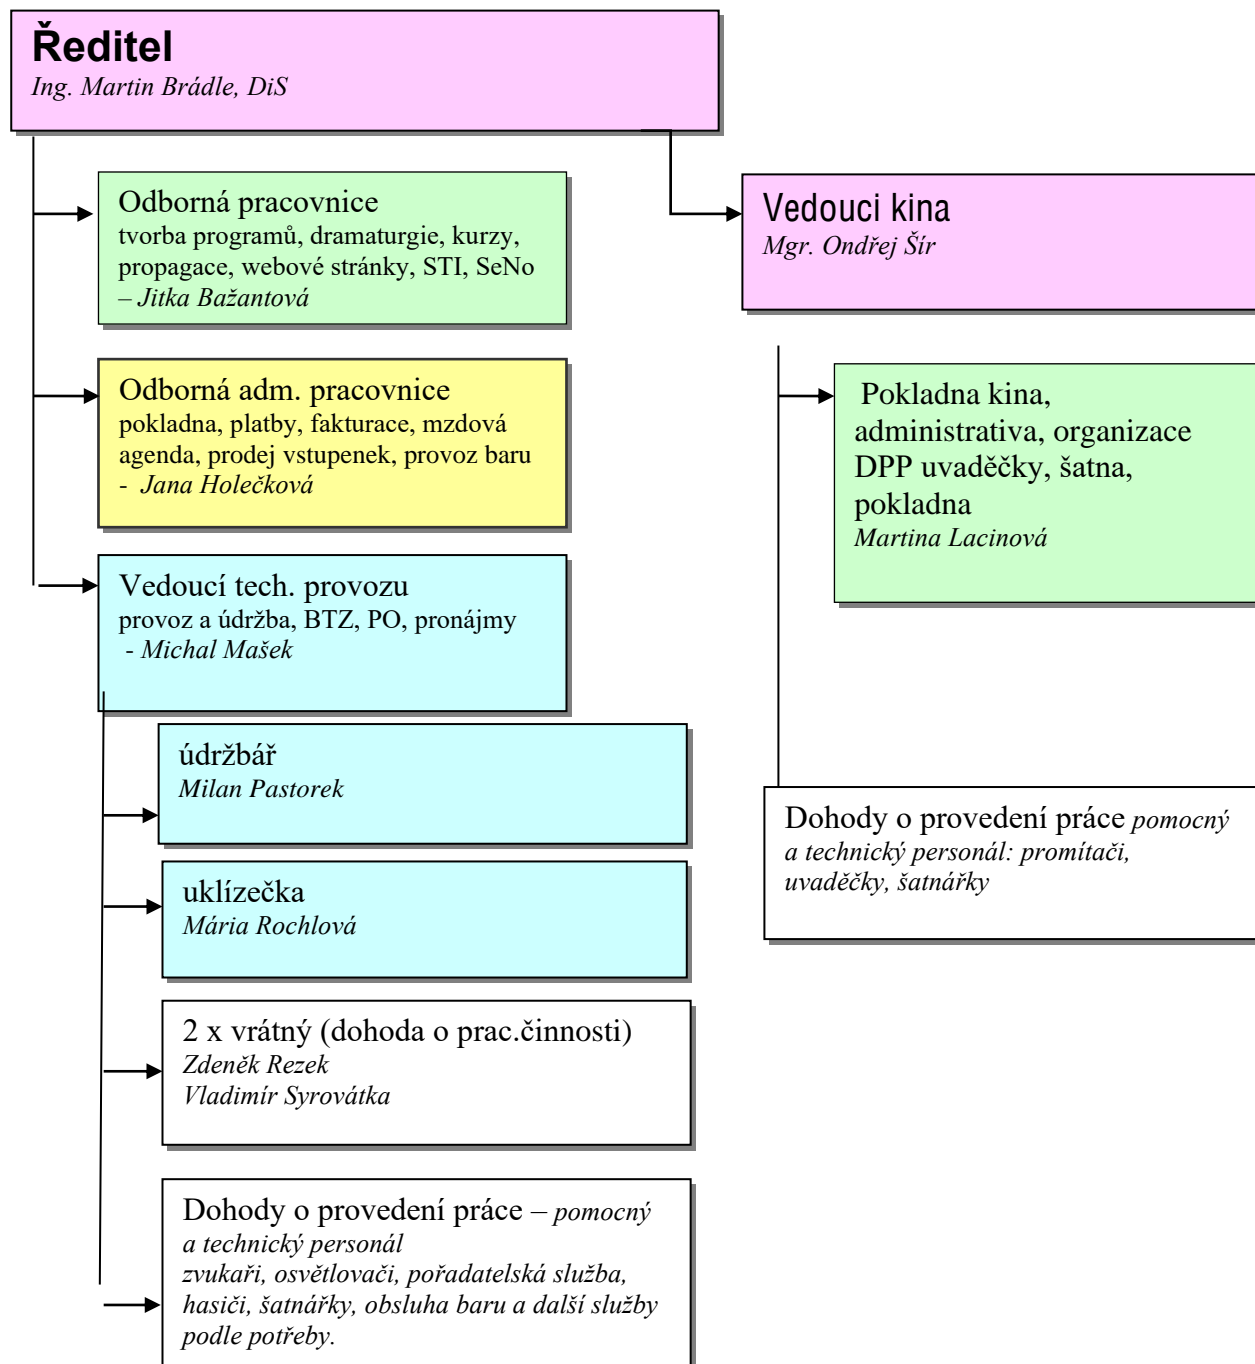 Ředitel
Ing. Martin Brádle, DiS
Odborná pracovnice
tvorba programů, dramaturgie, kurzy,
propagace, webové stránky, STI, SeNo
– Jitka Bažantová
Odborná adm. pracovnice
pokladna, platby, fakturace, mzdová
agenda, prodej vstupenek, provoz baru
- Jana Holečková
Vedoucí tech. provozu
provoz a údržba, BTZ, PO, pronájmy
- Michal Mašek
údržbář
Milan Pastorek
uklízečka
Mária Rochlová
2 x vrátný (dohoda o prac.činnosti)
Zdeněk Rezek
Vladimír Syrovátka
Dohody o provedení práce – pomocný
a technický personál
zvukaři, osvětlovači, pořadatelská služba,
hasiči, šatnářky, obsluha baru a další služby
podle potřeby.
Vedouci kina
Mgr. Ondřej Šír
Pokladna kina,
administrativa, organizace
DPP uvaděčky, šatna,
pokladna
Martina Lacinová
Dohody o provedení práce pomocný
a technický personál: promítači,
uvaděčky, šatnářky